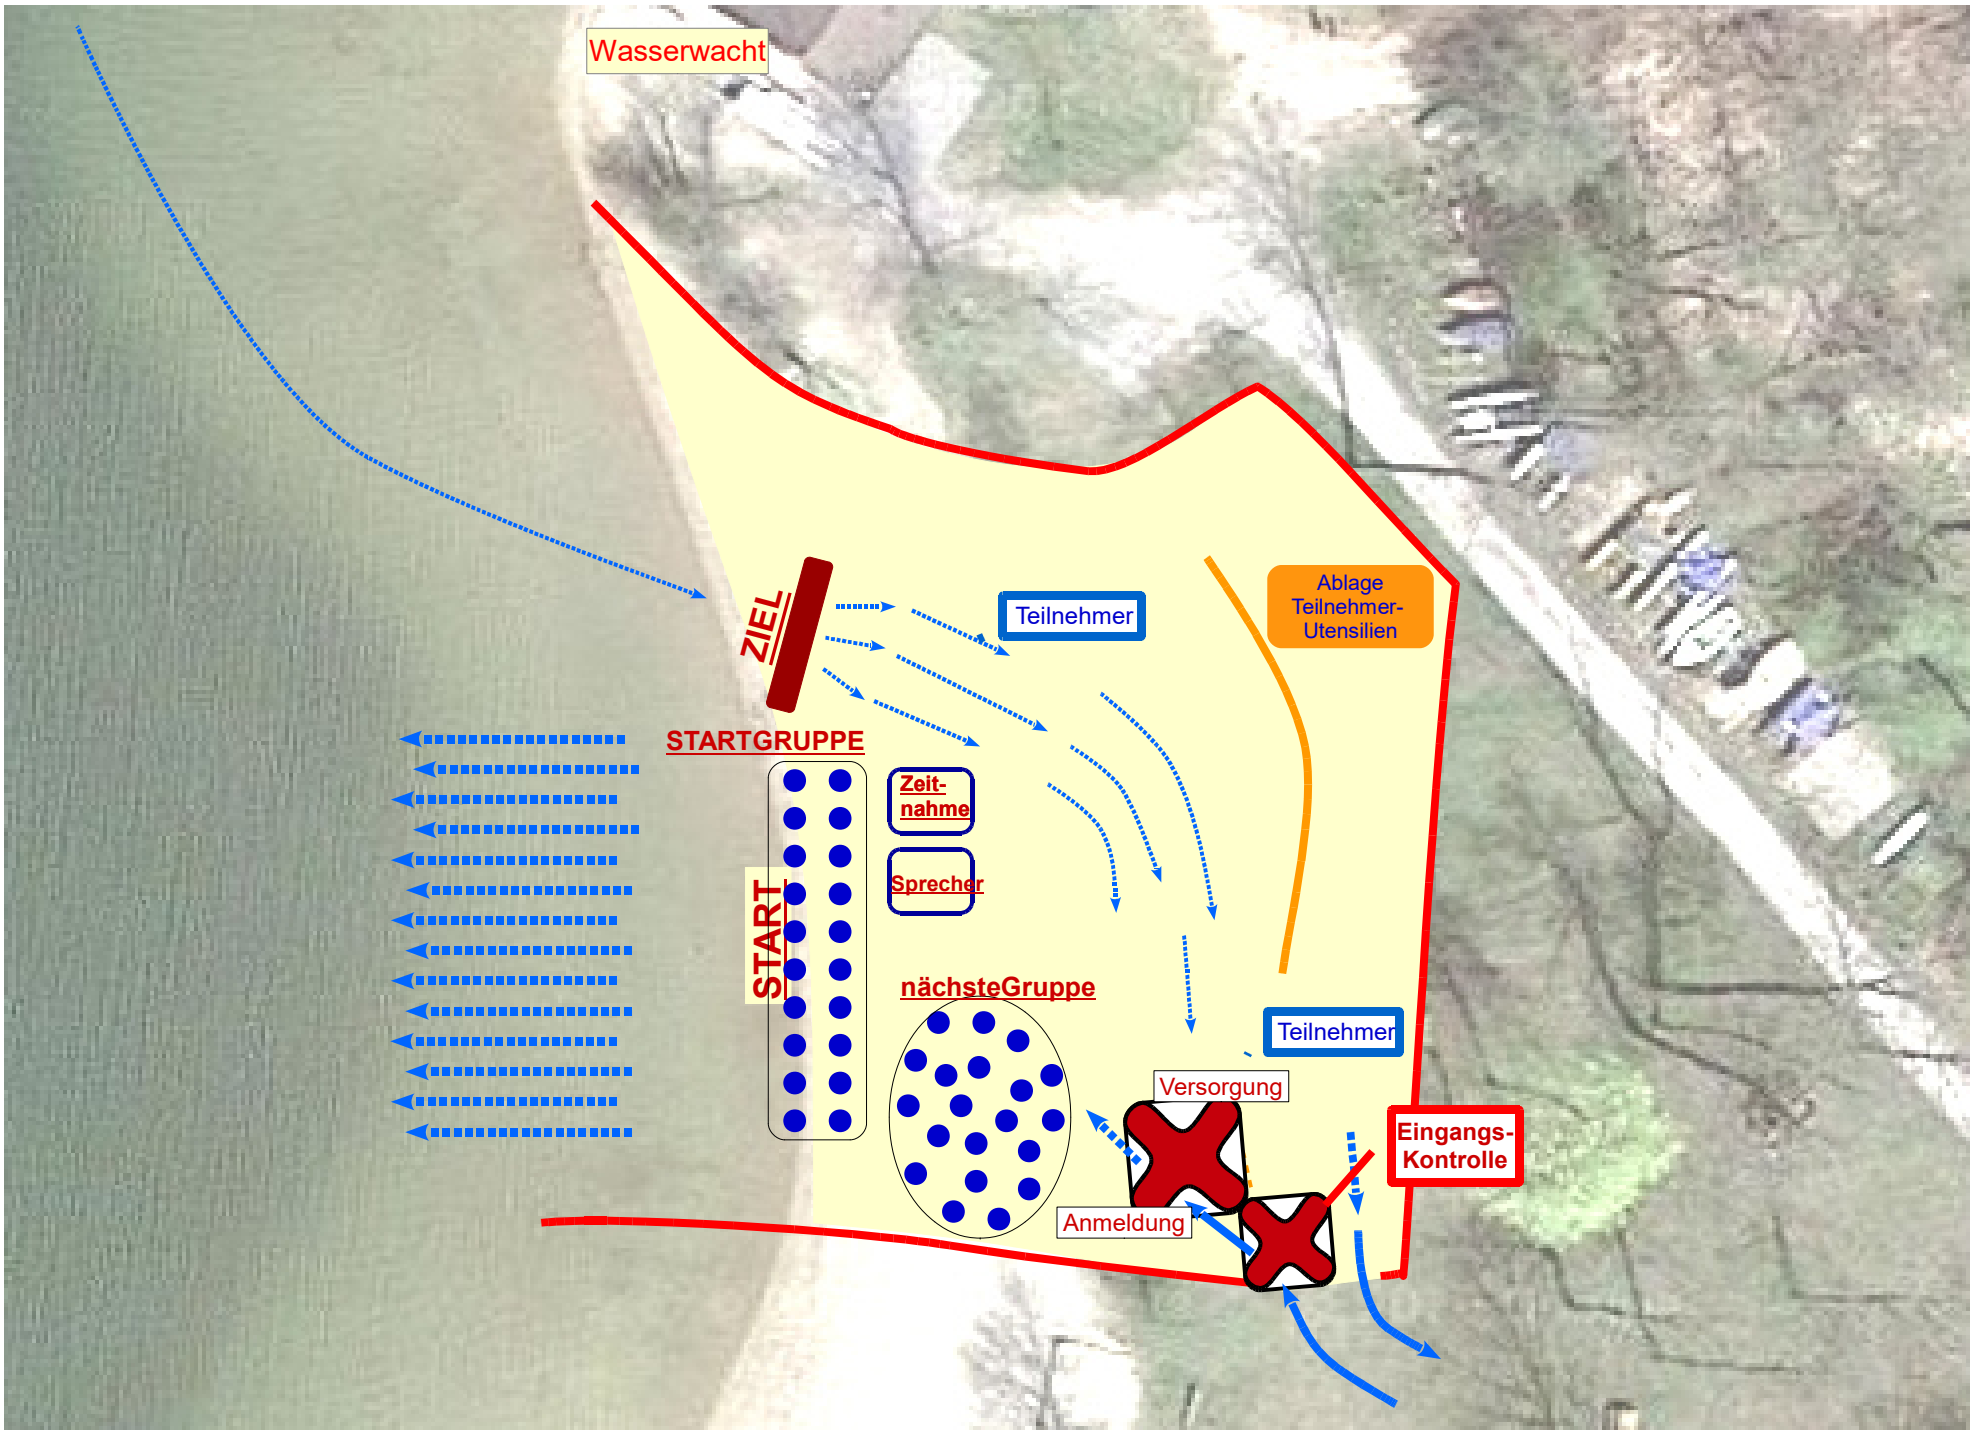 Wasserwacht
ZIEL
Teilnehmer
Ablage
Teilnehmer-
Utensilien
STARTGRUPPE
Zeit-
nahme
Sprecher
START
nächsteGruppe
Teilnehmer
Versorgung
Eingangs-
Kontrolle
Anmeldung